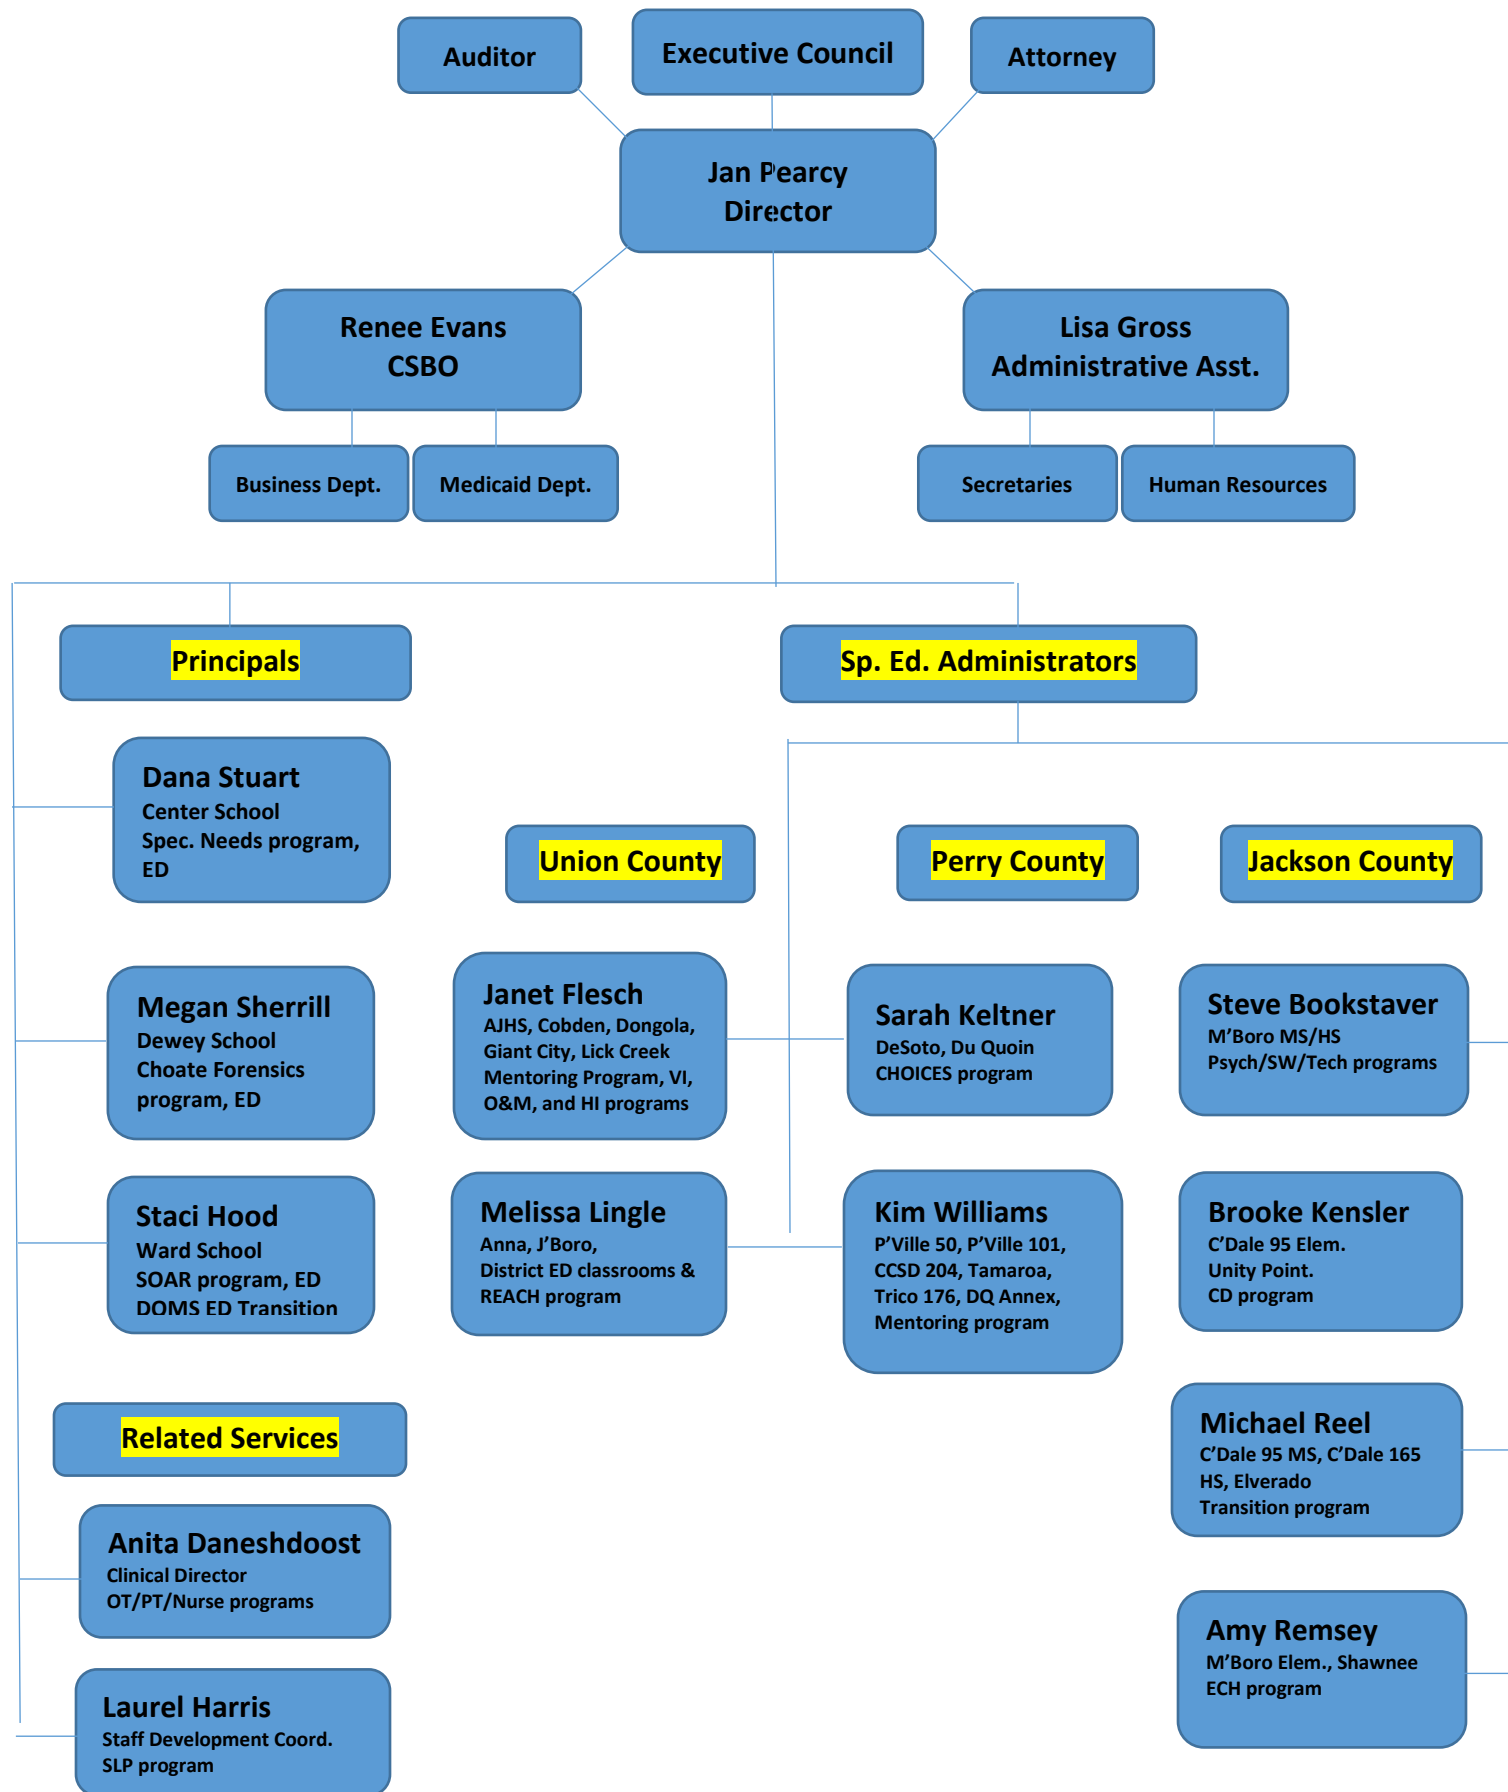 Auditor
Executive Council
Attorney
Jan Pearcy
Director
Renee Evans
CSBO
Lisa Gross
Administrative Asst.
Business Dept.
Medicaid Dept.
Secretaries
Human Resources
Principals
Sp. Ed. Administrators
Dana Stuart
Center School
Spec. Needs program,
ED
Megan Sherrill
Dewey School
Choate Forensics
program, ED
Staci Hood
Ward School
SOAR program, ED
DOMS ED Transition
Related Services
Anita Daneshdoost
Clinical Director
OT/PT/Nurse programs
Laurel Harris
Staff Development Coord.
SLP program
Union County
Janet Flesch
AJHS, Cobden, Dongola,
Giant City, Lick Creek
Mentoring Program, VI,
O&M, and HI programs
Melissa Lingle
Anna, J’Boro,
District ED classrooms &
REACH program
Perry County
Sarah Keltner
DeSoto, Du Quoin
CHOICES program
Kim Williams
P’Ville 50, P’Ville 101,
CCSD 204, Tamaroa,
Trico 176, DQ Annex,
Mentoring program
Jackson County
Steve Bookstaver
M’Boro MS/HS
Psych/SW/Tech programs
Brooke Kensler
C’Dale 95 Elem.
Unity Point.
CD program
Michael Reel
C’Dale 95 MS, C’Dale 165
HS, Elverado
Transition program
Amy Remsey
M’Boro Elem., Shawnee
ECH program